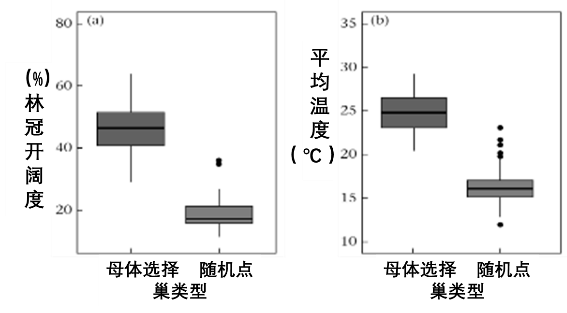 (a)
80
60
40
20
(%)林冠开阔度
母体选择 随机点
巢类型
(b)
35
30
25
20
15
10
平均温度(℃)
母体选择 随机点
巢类型